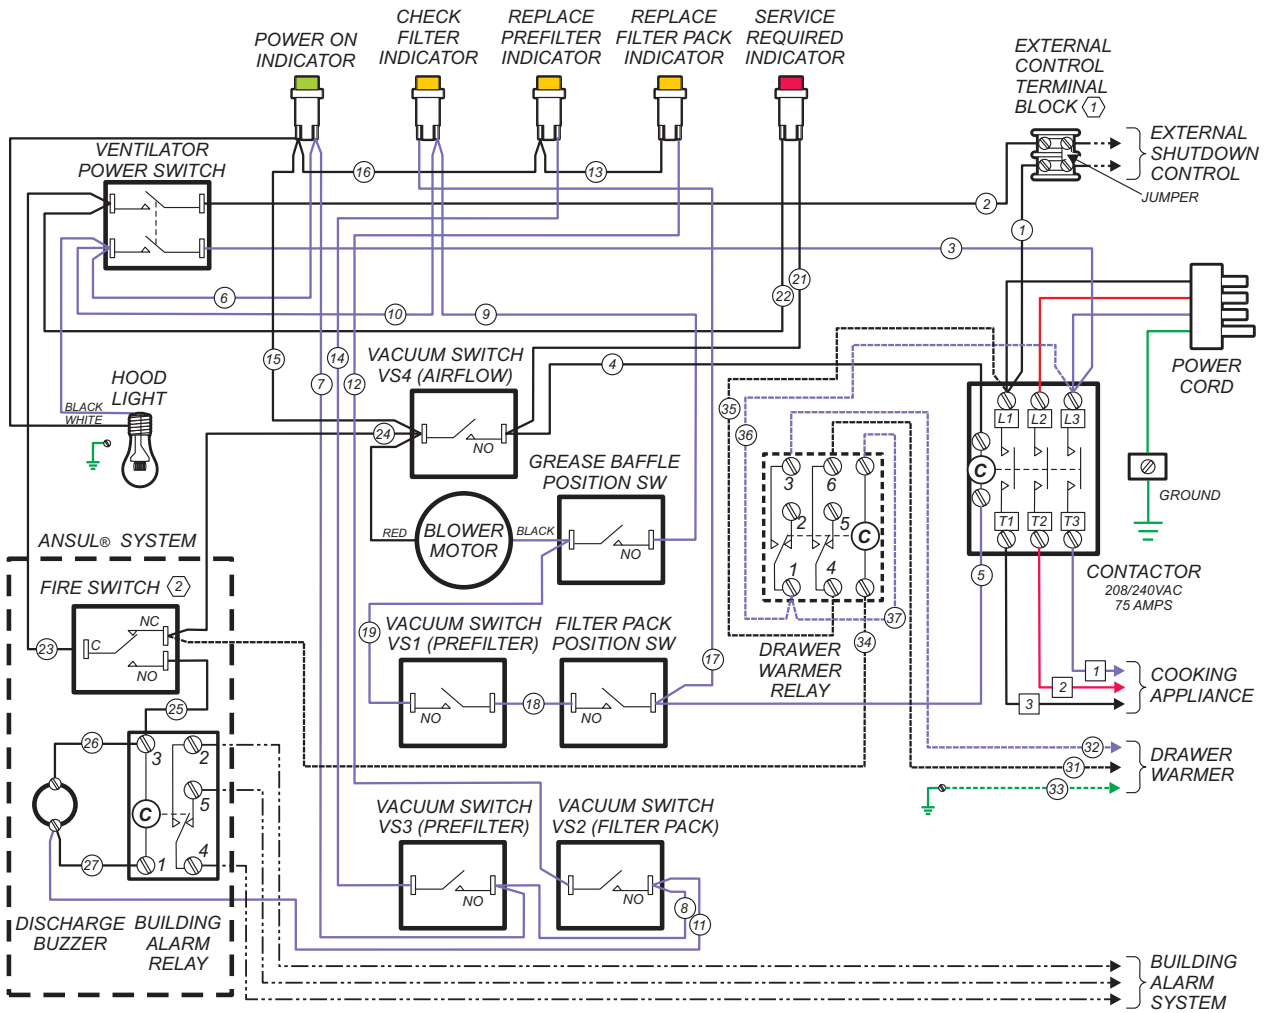 POWER ON
INDICATOR
CHECK
FILTER
INDICATOR
REPLACE
PREFILTER
INDICATOR
REPLACE
FILTER PACK
INDICATOR
SERVICE
REQUIRED
INDICATOR
EXTERNAL
CONTROL
TERMINAL
BLOCK 1
EXTERNAL
SHUTDOWN
CONTROL
JUMPER
VENTILATOR
POWER SWITCH
16
13
2
1
3
6
10
9
22
21
15
14
7
12
VACUUM SWITCH
VS4 (AIRFLOW)
4
POWER
CORD
HOOD
LIGHT
BLACK
WHITE
24
NO
35
36
L1
L2
L3
GREASE BAFFLE
POSITION SW
3
6
C
GROUND
RED
BLOWER
MOTOR
BLACK
NO
2
5
C
T1
T2
T3
ANSUL® SYSTEM
FIRE SWITCH 2
1
4
5
CONTACTOR
208/240VAC
75 AMPS
NC
C
NO
23
19
VACUUM SWITCH
VS1 (PREFILTER)
FILTER PACK
POSITION SW
37
34
17
DRAWER
WARMER
RELAY
NO
18
NO
1
2
3
COOKING
APPLIANCE
25
26
3
2
5
C
27
1
4
32
31
33
DRAWER
WARMER
VACUUM SWITCH
VS3 (PREFILTER)
VACUUM SWITCH
VS2 (FILTER PACK)
NO
NO
8
11
DISCHARGE
BUZZER
BUILDING
ALARM
RELAY
BUILDING
ALARM
SYSTEM